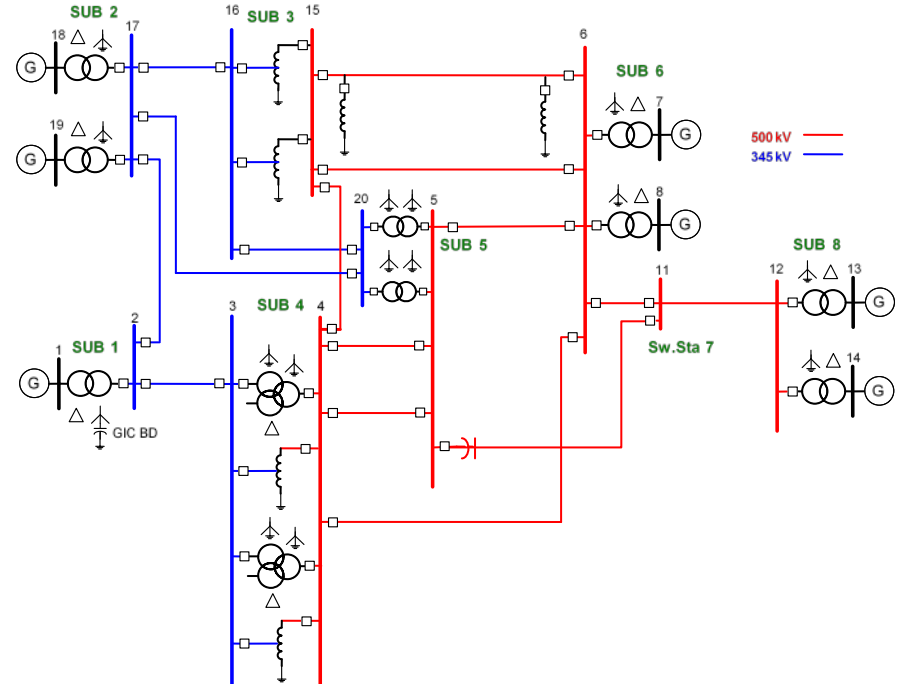 SUB 2
17
16
SUB 3
15
6
18
G
SUB 6
7
G
19
G
500 kV
345 kV
20
5
8
G
SUB 5
SUB 8
11
12
13
G
3
SUB 4
4
2
SUB 1
1
G
Sw.Sta 7
14
G
GIC BD